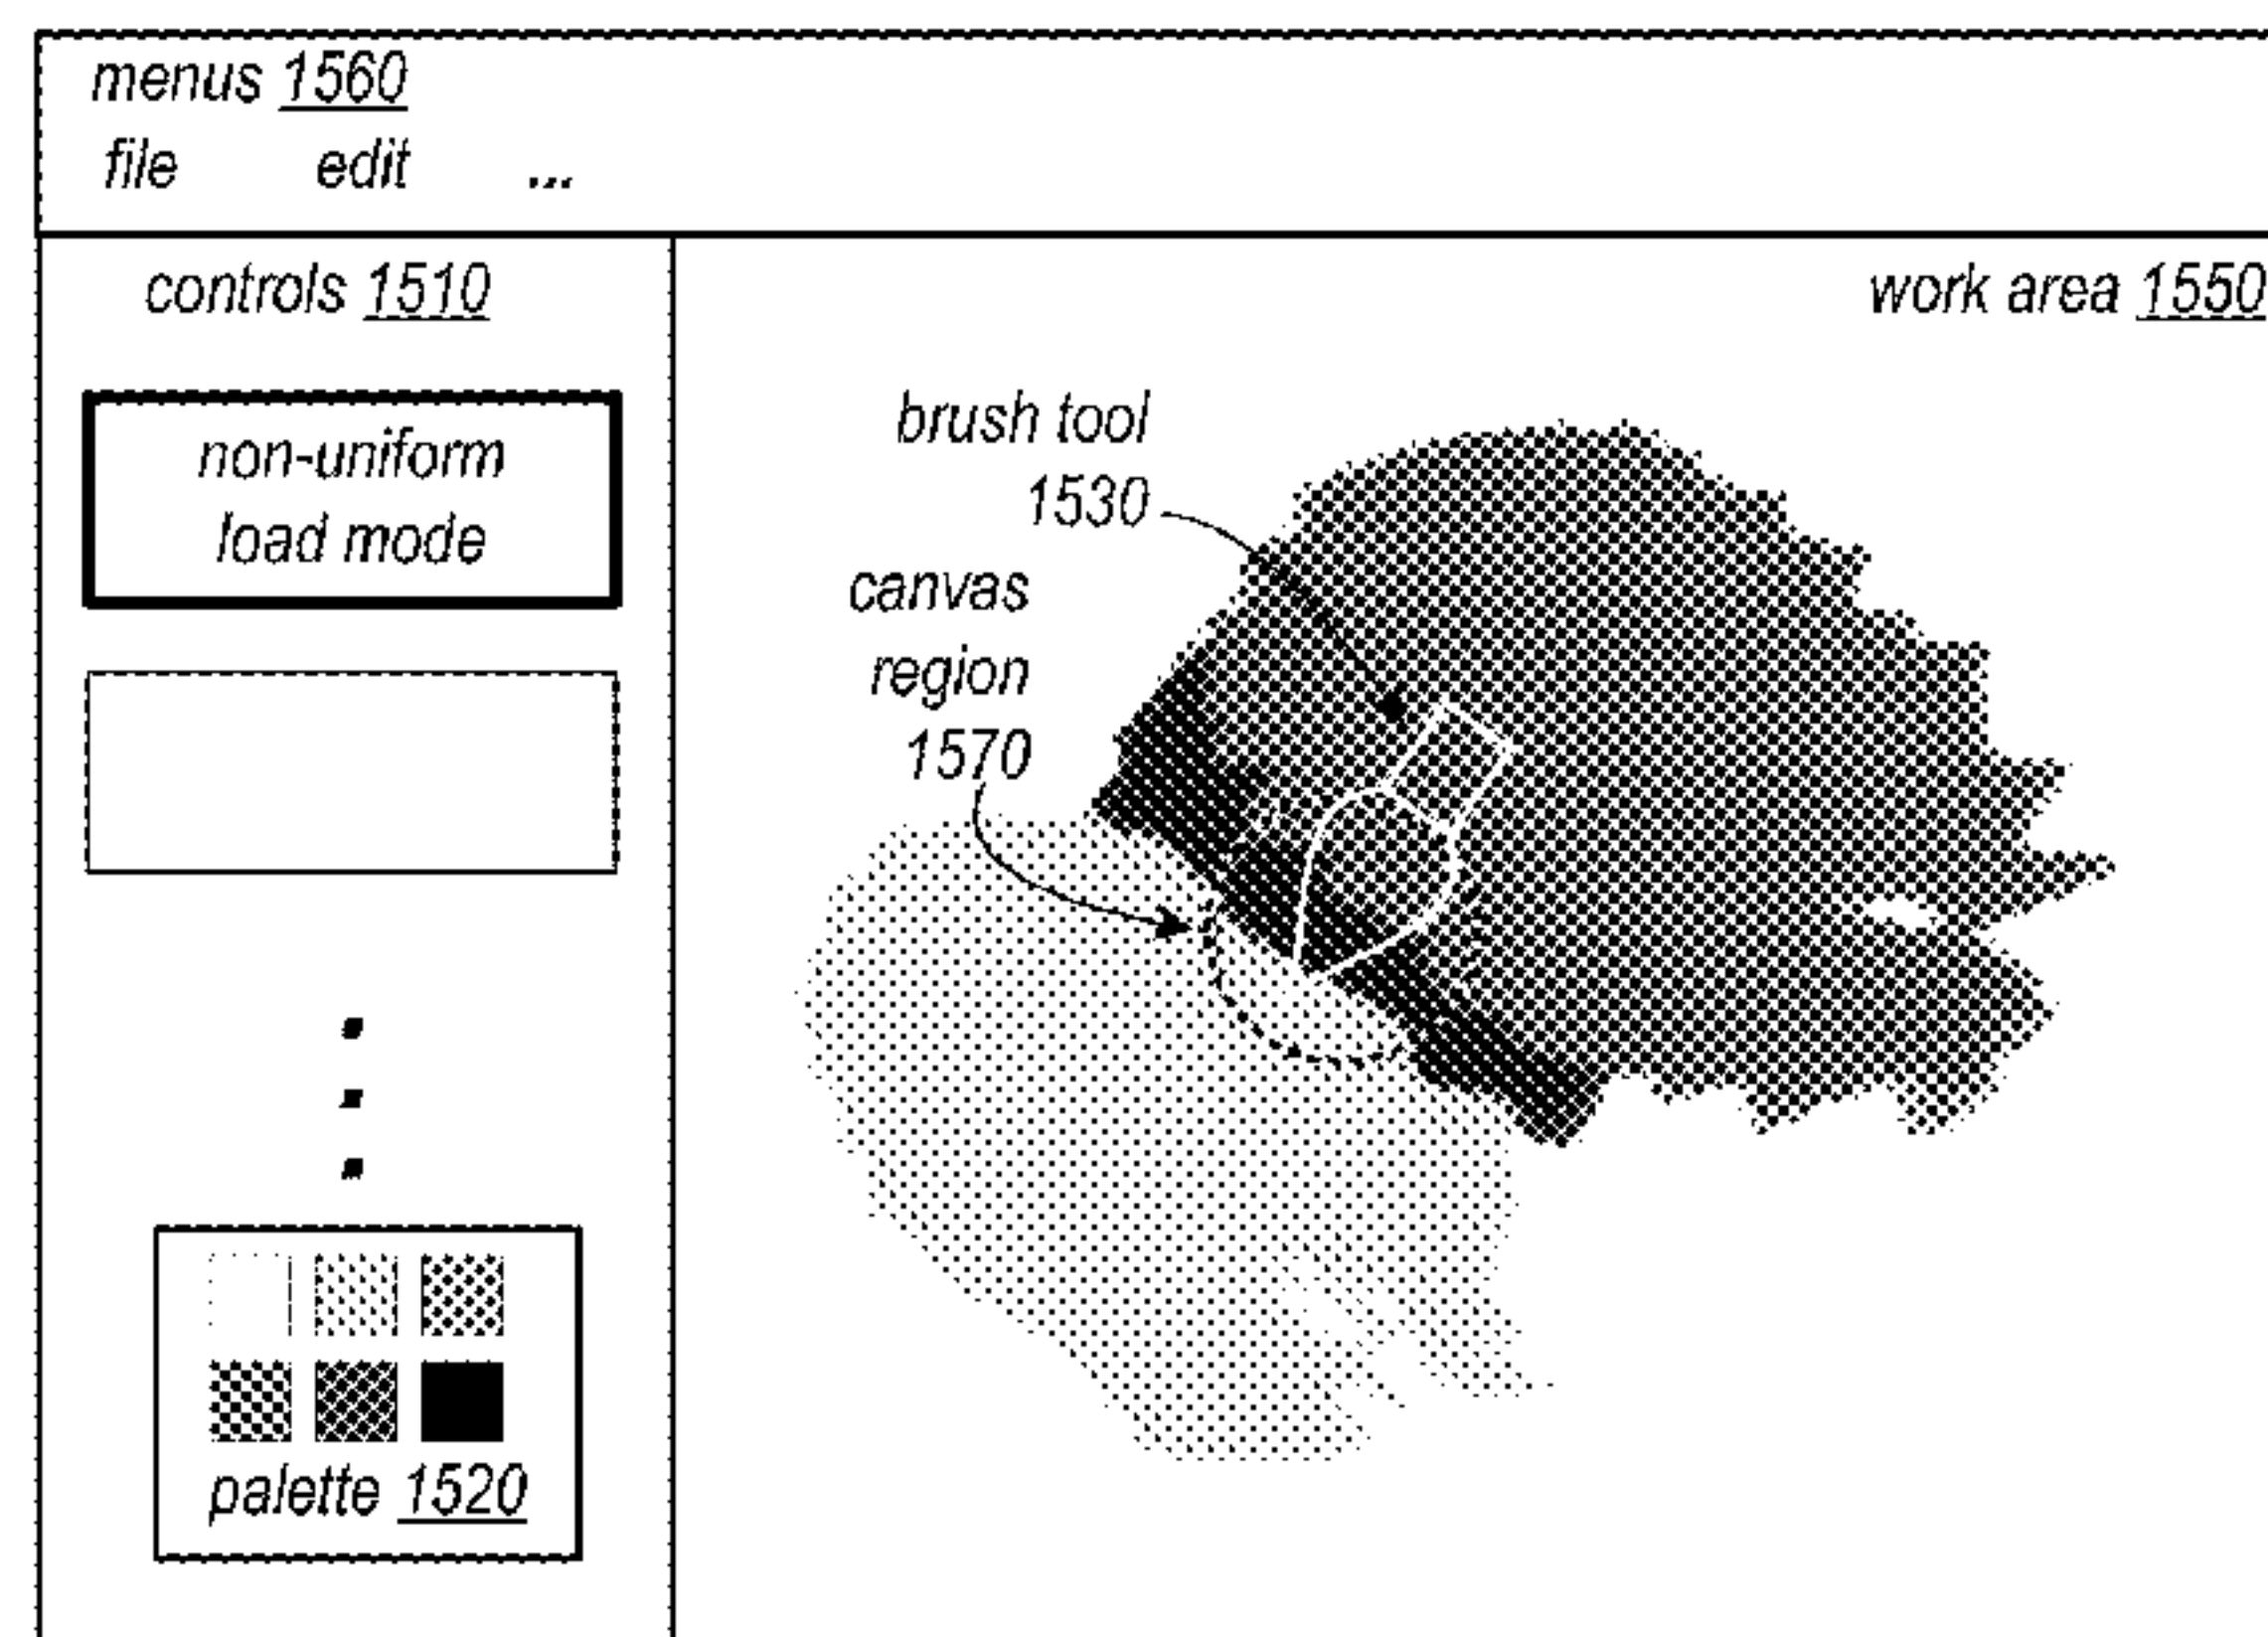 menus 1560
file edit ...
controls 1510
work area 1550
non-uniform
load mode
brush tool
1530
canvas
region
1570
palette 1520